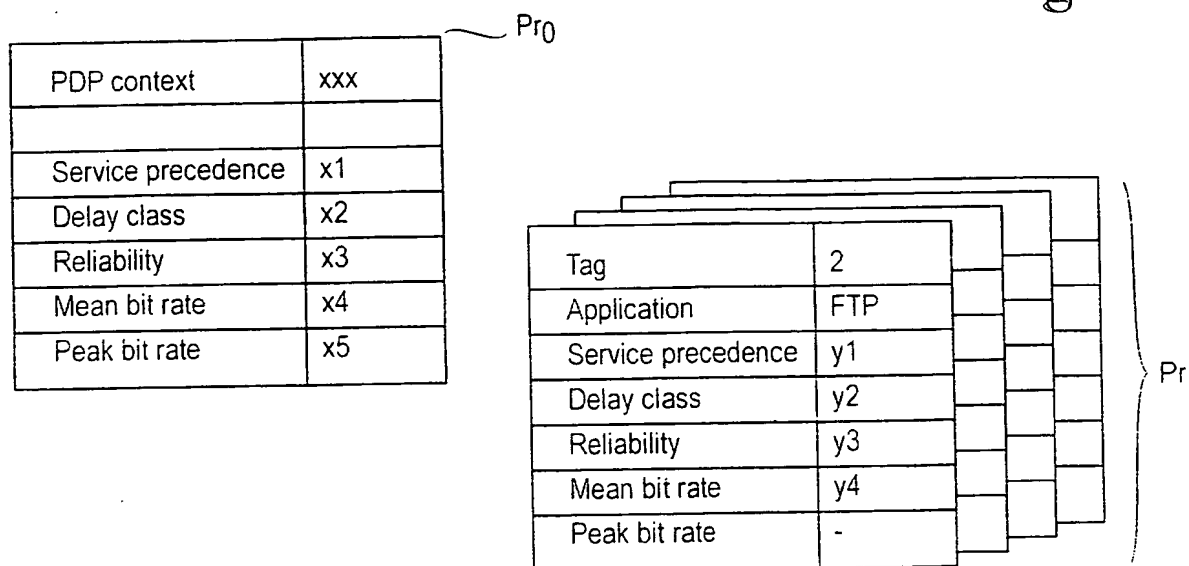 Pr0
PDP context xxx
Service precedence x1
Delay class x2
Reliability x3
Mean bit rate x4
Peak bit rate x5
Tag 2
Application FTP
Service precedence y1
Delay class y2
Reliability y3
Mean bit rate y4
Peak bit rate -
Pr